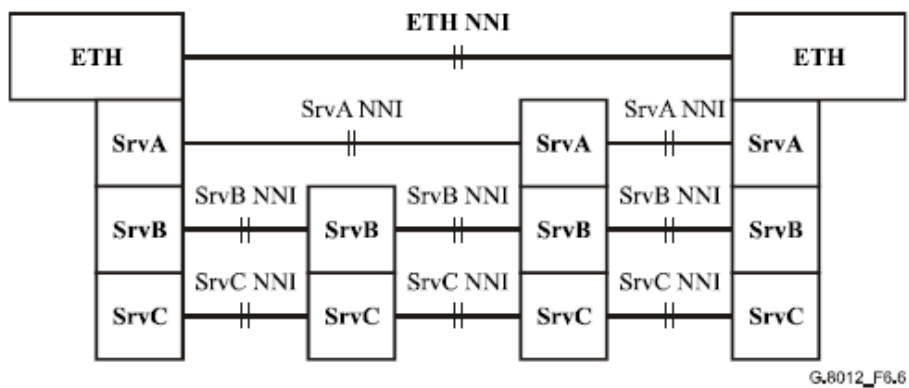 ETH NNI
ETH ETH
SrvA NNI SrvA NNI
SrvA SrvA SrvA
SrvB NNI SrvB NNI SrvB NNI
SrvB SrvB SrvB SrvB
SrvC NNI SrvC NNI SrvC NNI
SrvC SrvC SrvC SrvC
G.8012_F6.6